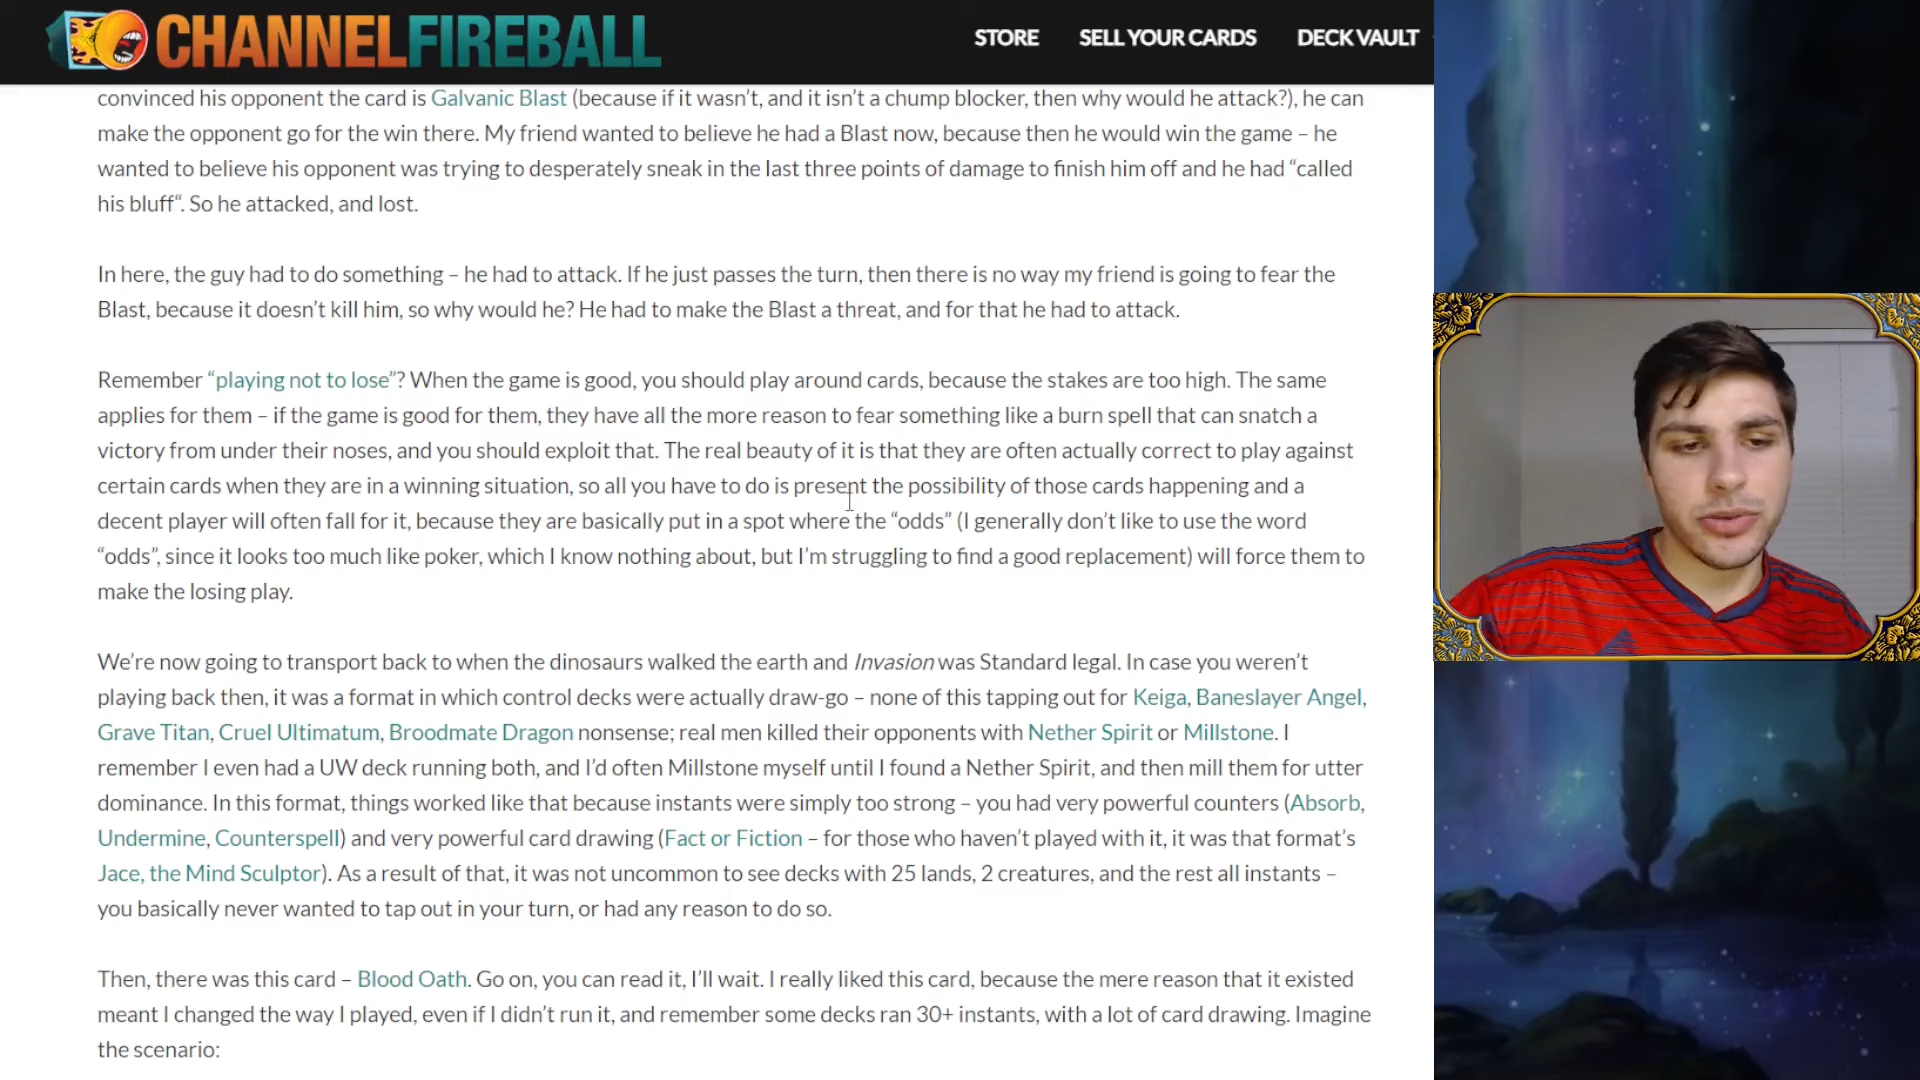 CHANNELFIREBALL
STORE
SELL YOUR CARDS
DECK VAULT
convinced his opponent the card is Galvanic Blast (because if it wasn’t, and it isn’t a chump blocker, then why would he attack?), he can
make the opponent go for the win there. My friend wanted to believe he had a Blast now, because then he would win the game – he
wanted to believe his opponent was trying to desperately sneak in the last three points of damage to finish him off and he had “called
his bluff“. So he attacked, and lost.
In here, the guy had to do something – he had to attack. If he just passes the turn, then there is no way my friend is going to fear the
Blast, because it doesn’t kill him, so why would he? He had to make the Blast a threat, and for that he had to attack.
Remember “playing not to lose”? When the game is good, you should play around cards, because the stakes are too high. The same
applies for them – if the game is good for them, they have all the more reason to fear something like a burn spell that can snatch a
victory from under their noses, and you should exploit that. The real beauty of it is that they are often actually correct to play against
certain cards when they are in a winning situation, so all you have to do is present the possibility of those cards happening and a
decent player will often fall for it, because they are basically put in a spot where the “odds” (I generally don’t like to use the word
“odds”, since it looks too much like poker, which I know nothing about, but I’m struggling to find a good replacement) will force them to
make the losing play.
We’re now going to transport back to when the dinosaurs walked the earth and Invasion was Standard legal. In case you weren’t
playing back then, it was a format in which control decks were actually draw-go – none of this tapping out for Keiga, Baneslayer Angel,
Grave Titan, Cruel Ultimatum, Broodmate Dragon nonsense; real men killed their opponents with Nether Spirit or Millstone. I
remember I even had a UW deck running both, and I’d often Millstone myself until I found a Nether Spirit, and then mill them for utter
dominance. In this format, things worked like that because instants were simply too strong – you had very powerful counters (Absorb,
Undermine, Counterspell) and very powerful card drawing (Fact or Fiction – for those who haven’t played with it, it was that format’s
Jace, the Mind Sculptor). As a result of that, it was not uncommon to see decks with 25 lands, 2 creatures, and the rest all instants –
you basically never wanted to tap out in your turn, or had any reason to do so.
Then, there was this card – Blood Oath. Go on, you can read it, I’ll wait. I really liked this card, because the mere reason that it existed
meant I changed the way I played, even if I didn’t run it, and remember some decks ran 30+ instants, with a lot of card drawing. Imagine
the scenario: